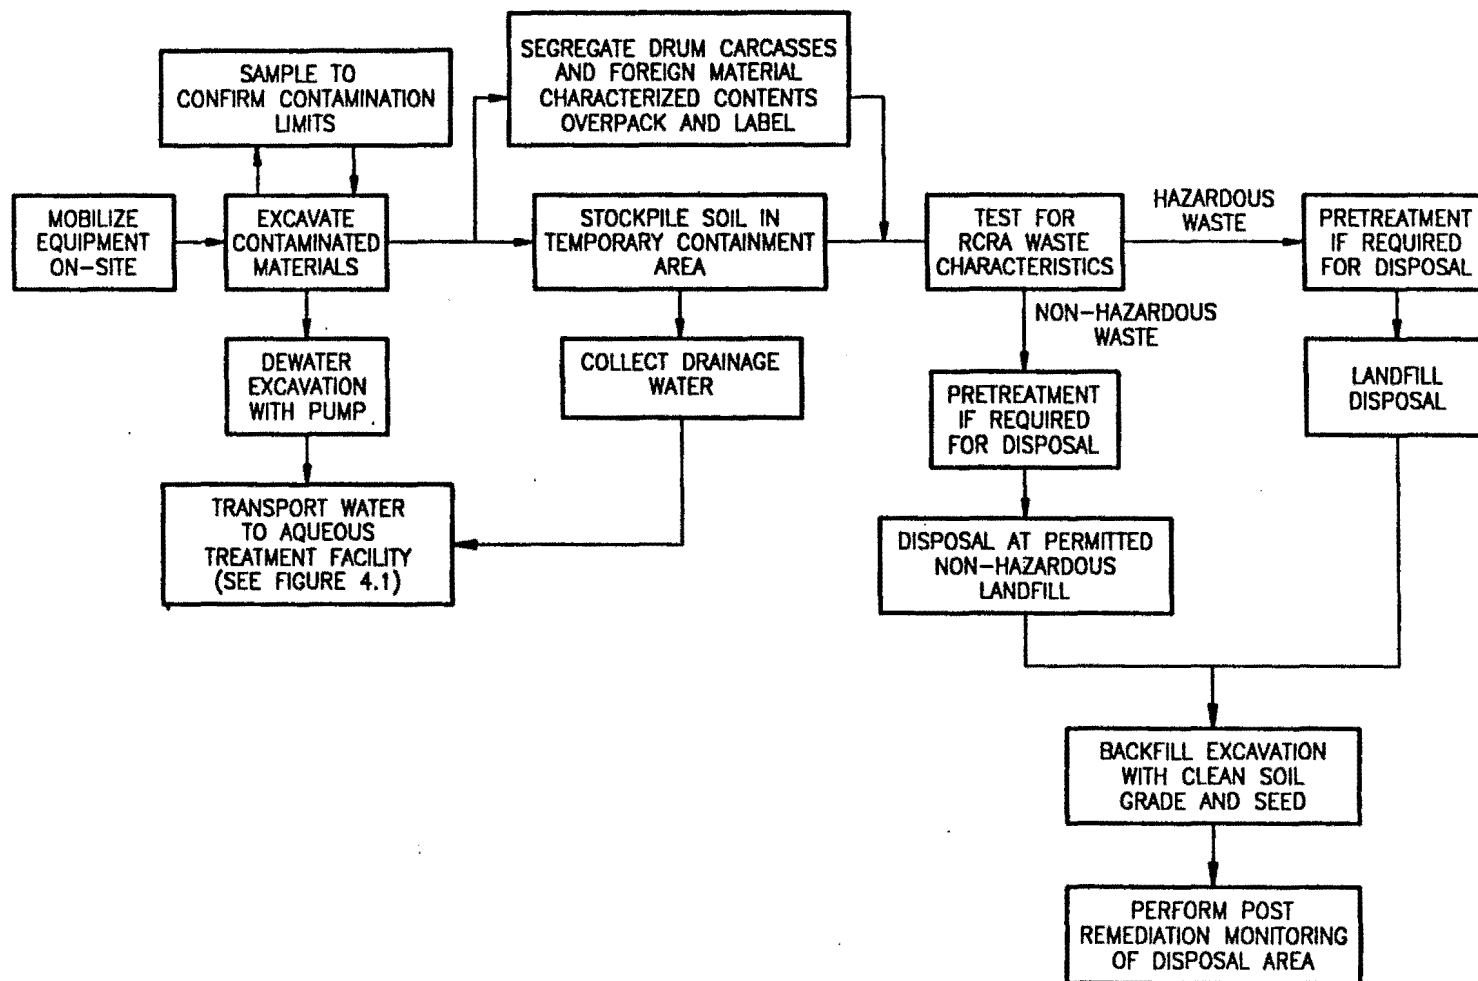 SAMPLE TO
CONFIRM CONTAMINATION
LIMITS
SEGREGATE DRUM CARCASSES
AND FOREIGN MATERIAL
CHARACTERIZED CONTENTS
OVERPACK AND LABEL
MOBILIZE
EQUIPMENT
ON-SITE
EXCAVATE
CONTAMINATED
MATERIALS
STOCKPILE SOIL IN
TEMPORARY CONTAINMENT
AREA
TEST FOR
RCRA WASTE
CHARACTERISTICS
HAZARDOUS
WASTE
PRETREATMENT
IF REQUIRED
FOR DISPOSAL
NON-HAZARDOUS
WASTE
DEWATER
EXCAVATION
WITH PUMP
COLLECT DRAINAGE
WATER
PRETREATMENT
IF REQUIRED
FOR DISPOSAL
LANDFILL
DISPOSAL
TRANSPORT WATER
TO AQUEOUS
TREATMENT FACILITY
(SEE FIGURE 4.1)
DISPOSAL AT PERMITTED
NON-HAZARDOUS
LANDFILL
BACKFILL EXCAVATION
WITH CLEAN SOIL
GRADE AND SEED
PERFORM POST
REMEDIATION MONITORING
OF DISPOSAL AREA